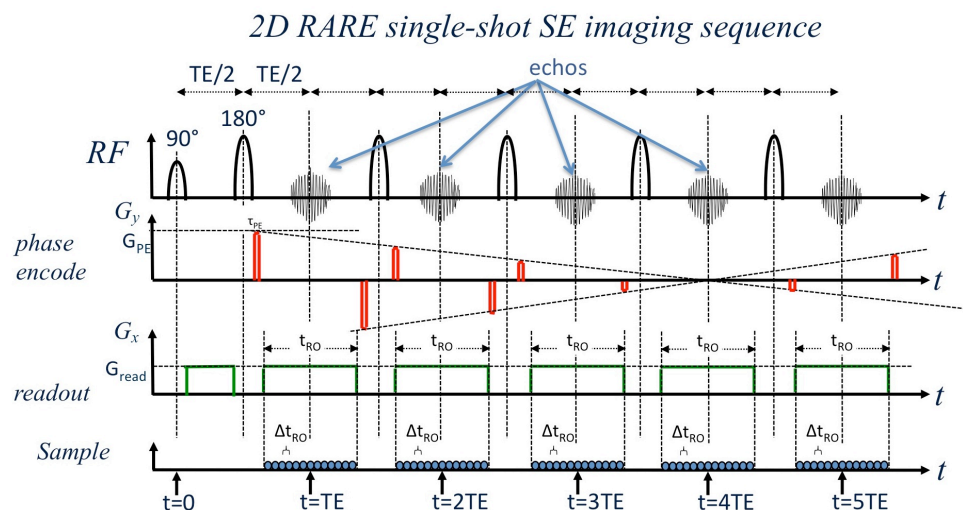 2D RARE single-shot SE imaging sequence
TE/2 TE/2 echos
90° 180°
RF t
Gy
GPE τPE
phase
encode t
Gx
tRO tRO tRO tRO tRO
Gread
readout t
ΔtRO ΔtRO ΔtRO ΔtRO ΔtRO
Sample t
t=0 t=TE t=2TE t=3TE t=4TE t=5TE